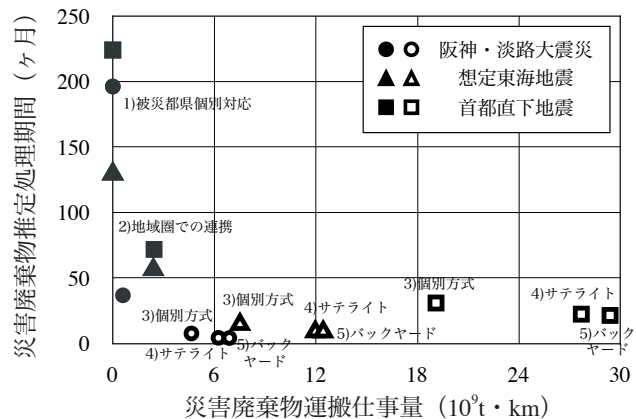 災害廃棄物推定処理期間（ヶ月）
250
200
150
100
50
0
阪神・淡路大震災
想定東海地震
首都直下地震
1)被災都県個別対応
2)地域圏での連携
3)個別方式
4)サテライト
5)バック
ヤード
3)個別方式
4)サテライト
5)バックヤード
3)個別方式
4)サテライト
5)バック
ヤード
0
6
12
18
24
30
災害廃棄物運搬仕事量（10⁹t・km）